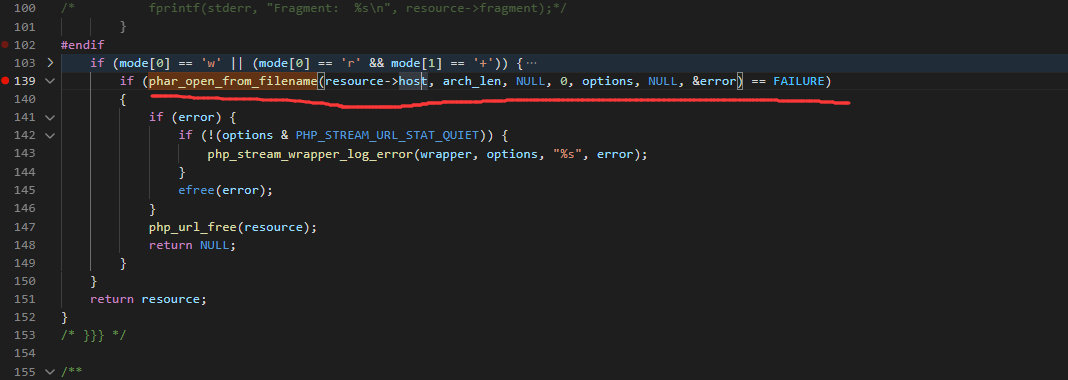 100 /* fprintf(stderr, "Fragment: %s\n", resource->fragment);*/
101 }
102 #endif
103 if (mode[0] == 'w' || (mode[0] == 'r' && mode[1] == '+')) {⋯
139 if (phar_open_from_filename(resource->host, arch_len, NULL, 0, options, NULL, &error) == FAILURE)
140 {
141 if (error) {
142 if (!(options & PHP_STREAM_URL_STAT_QUIET)) {
143 php_stream_wrapper_log_error(wrapper, options, "%s", error);
144 }
145 efree(error);
146 }
147 php_url_free(resource);
148 return NULL;
149 }
150 }
151 return resource;
152 }
153 /* }}} */
154
155 /**